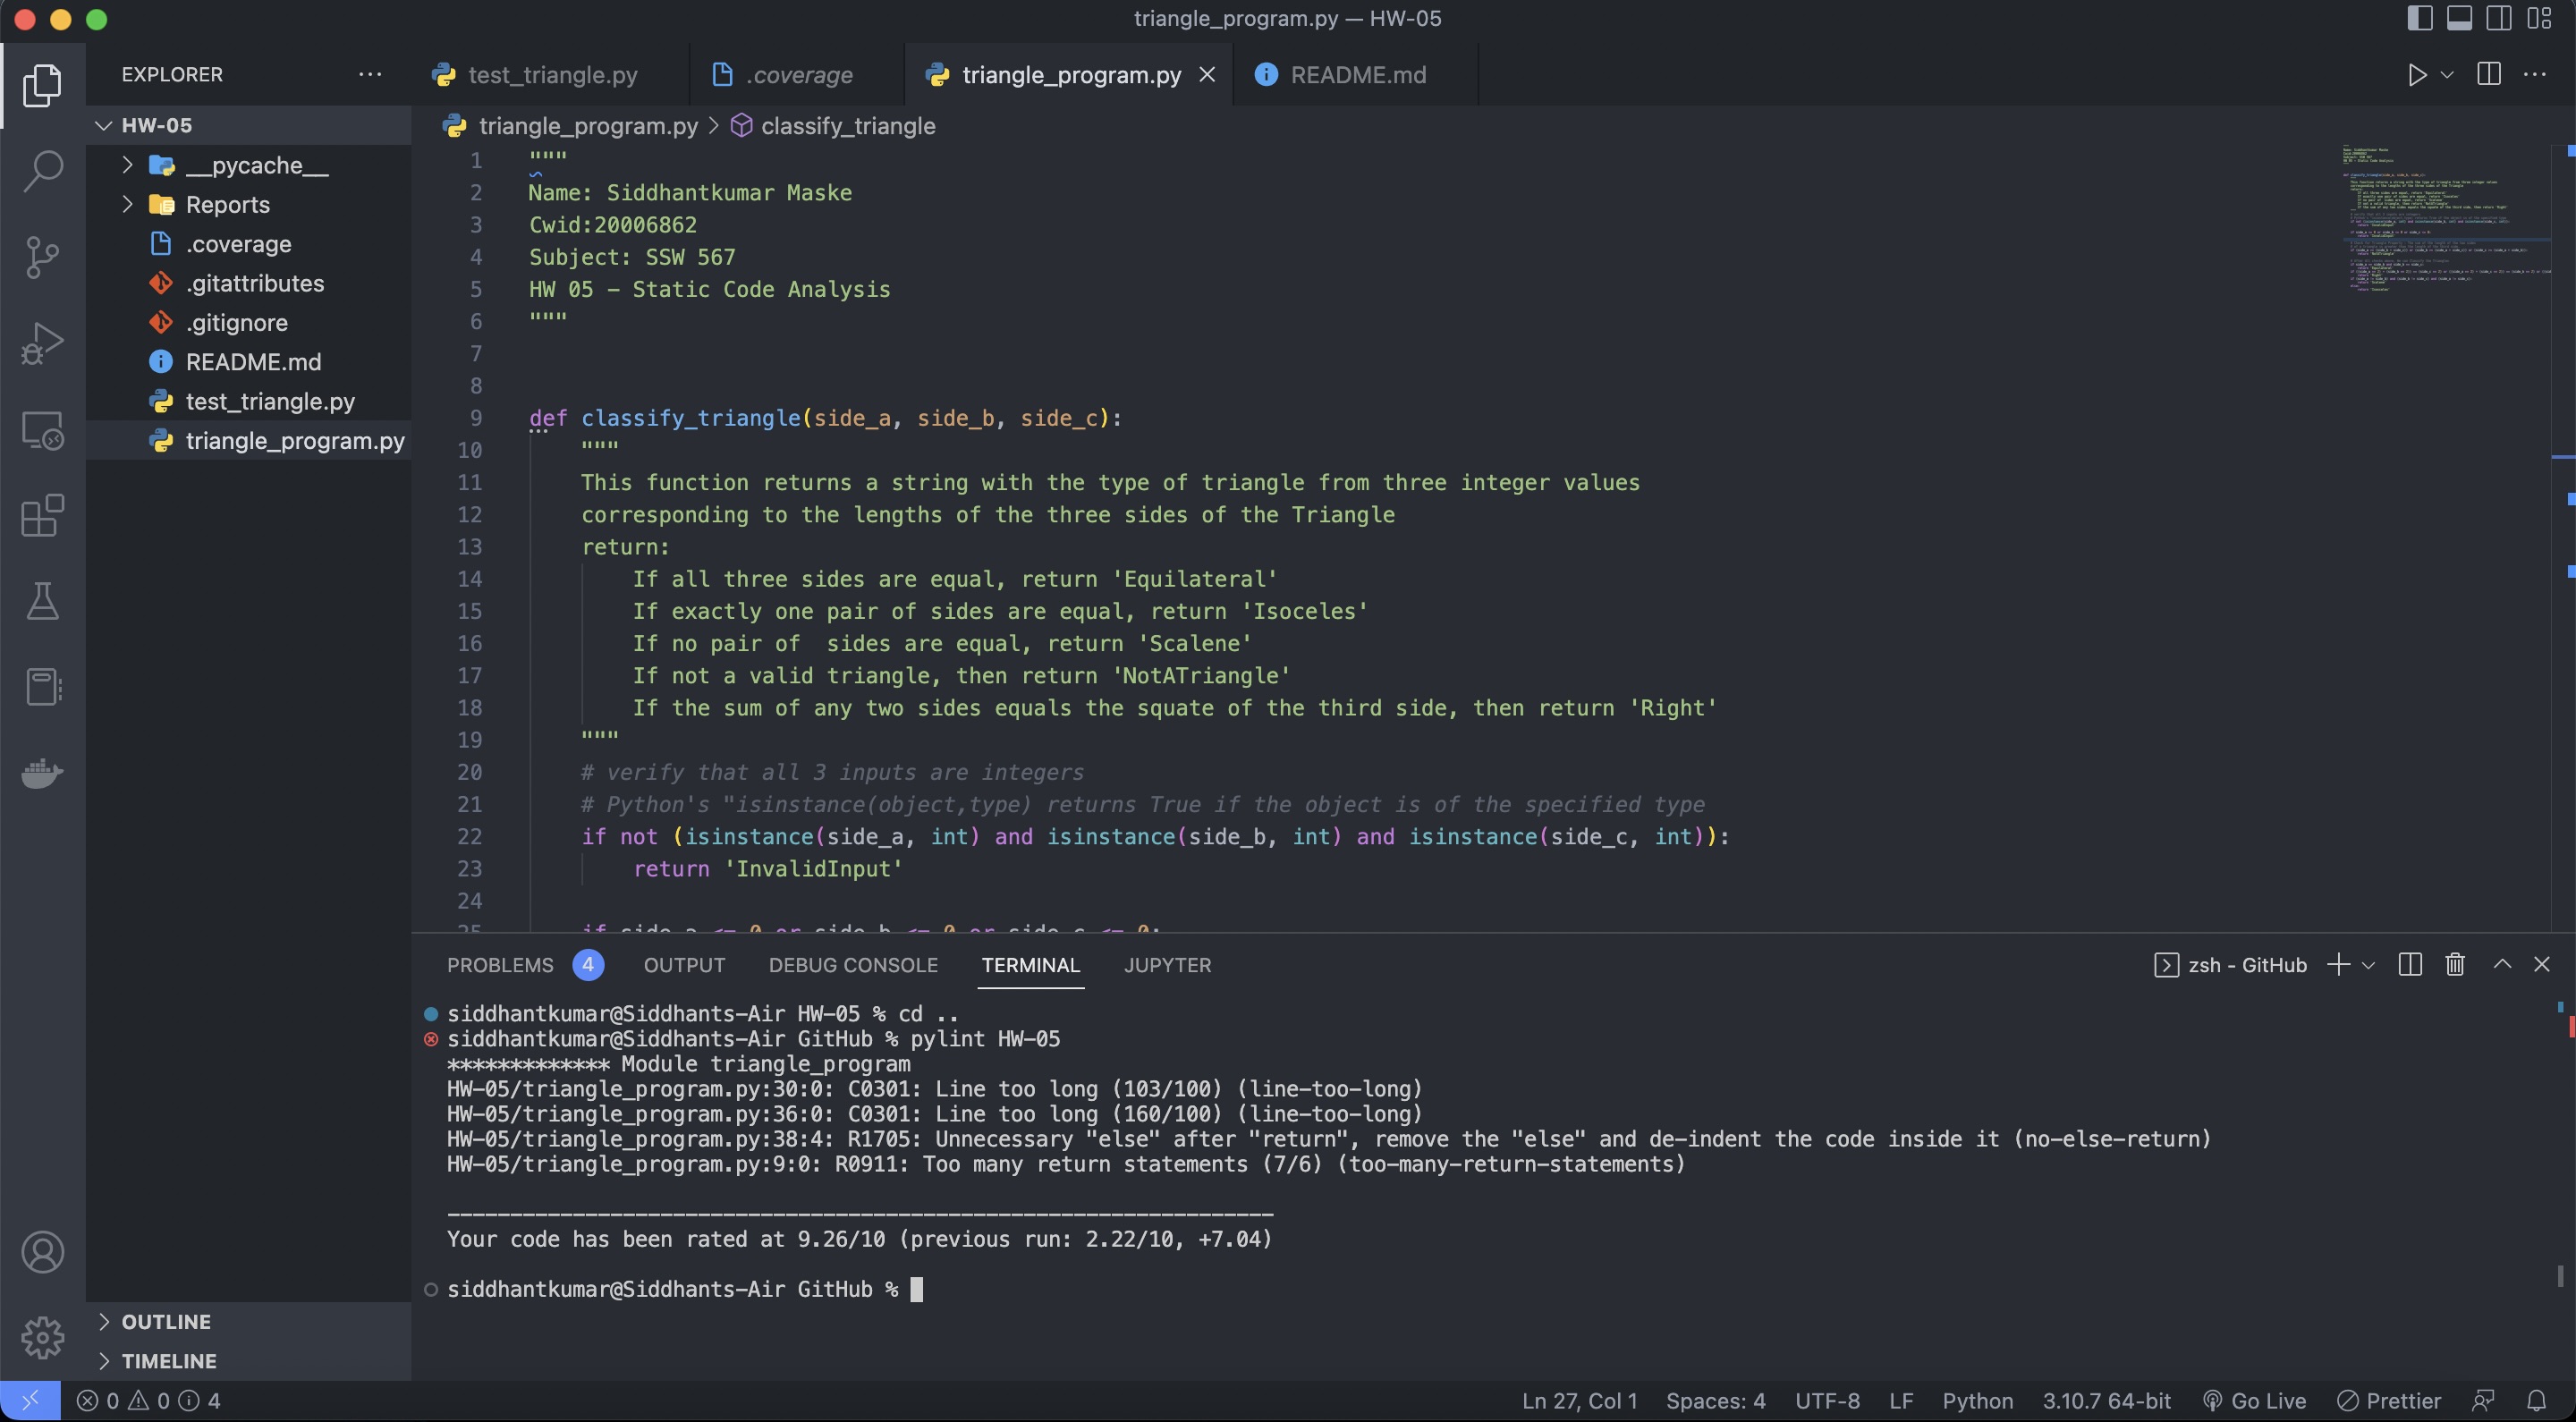 triangle_program.py — HW-05
EXPLORER
test_triangle.py
.coverage
triangle_program.py
README.md
HW-05
__pycache__
Reports
.coverage
.gitattributes
.gitignore
README.md
test_triangle.py
triangle_program.py
OUTLINE
TIMELINE
triangle_program.py > classify_triangle
1 """
2 Name: Siddhantkumar Maske
3 Cwid:20006862
4 Subject: SSW 567
5 HW 05 - Static Code Analysis
6 """
7
8
9 def classify_triangle(side_a, side_b, side_c):
10 """
11 This function returns a string with the type of triangle from three integer values
12 corresponding to the lengths of the three sides of the Triangle
13 return:
14 If all three sides are equal, return 'Equilateral'
15 If exactly one pair of sides are equal, return 'Isoceles'
16 If no pair of  sides are equal, return 'Scalene'
17 If not a valid triangle, then return 'NotATriangle'
18 If the sum of any two sides equals the squate of the third side, then return 'Right'
19 """
20 # verify that all 3 inputs are integers
21 # Python's "isinstance(object,type) returns True if the object is of the specified type
22 if not (isinstance(side_a, int) and isinstance(side_b, int) and isinstance(side_c, int)):
23 return 'InvalidInput'
24
25 if side_a <= 0 or side_b <= 0 or side_c <= 0:
PROBLEMS 4 OUTPUT DEBUG CONSOLE TERMINAL JUPYTER
zsh - GitHub
siddhantkumar@Siddhants-Air HW-05 % cd ..
siddhantkumar@Siddhants-Air GitHub % pylint HW-05
************* Module triangle_program
HW-05/triangle_program.py:30:0: C0301: Line too long (103/100) (line-too-long)
HW-05/triangle_program.py:36:0: C0301: Line too long (160/100) (line-too-long)
HW-05/triangle_program.py:38:4: R1705: Unnecessary "else" after "return", remove the "else" and de-indent the code inside it (no-else-return)
HW-05/triangle_program.py:9:0: R0911: Too many return statements (7/6) (too-many-return-statements)
------------------------------------------------------------------
Your code has been rated at 9.26/10 (previous run: 2.22/10, +7.04)
siddhantkumar@Siddhants-Air GitHub %
0 0 4
Ln 27, Col 1 Spaces: 4 UTF-8 LF Python 3.10.7 64-bit Go Live Prettier